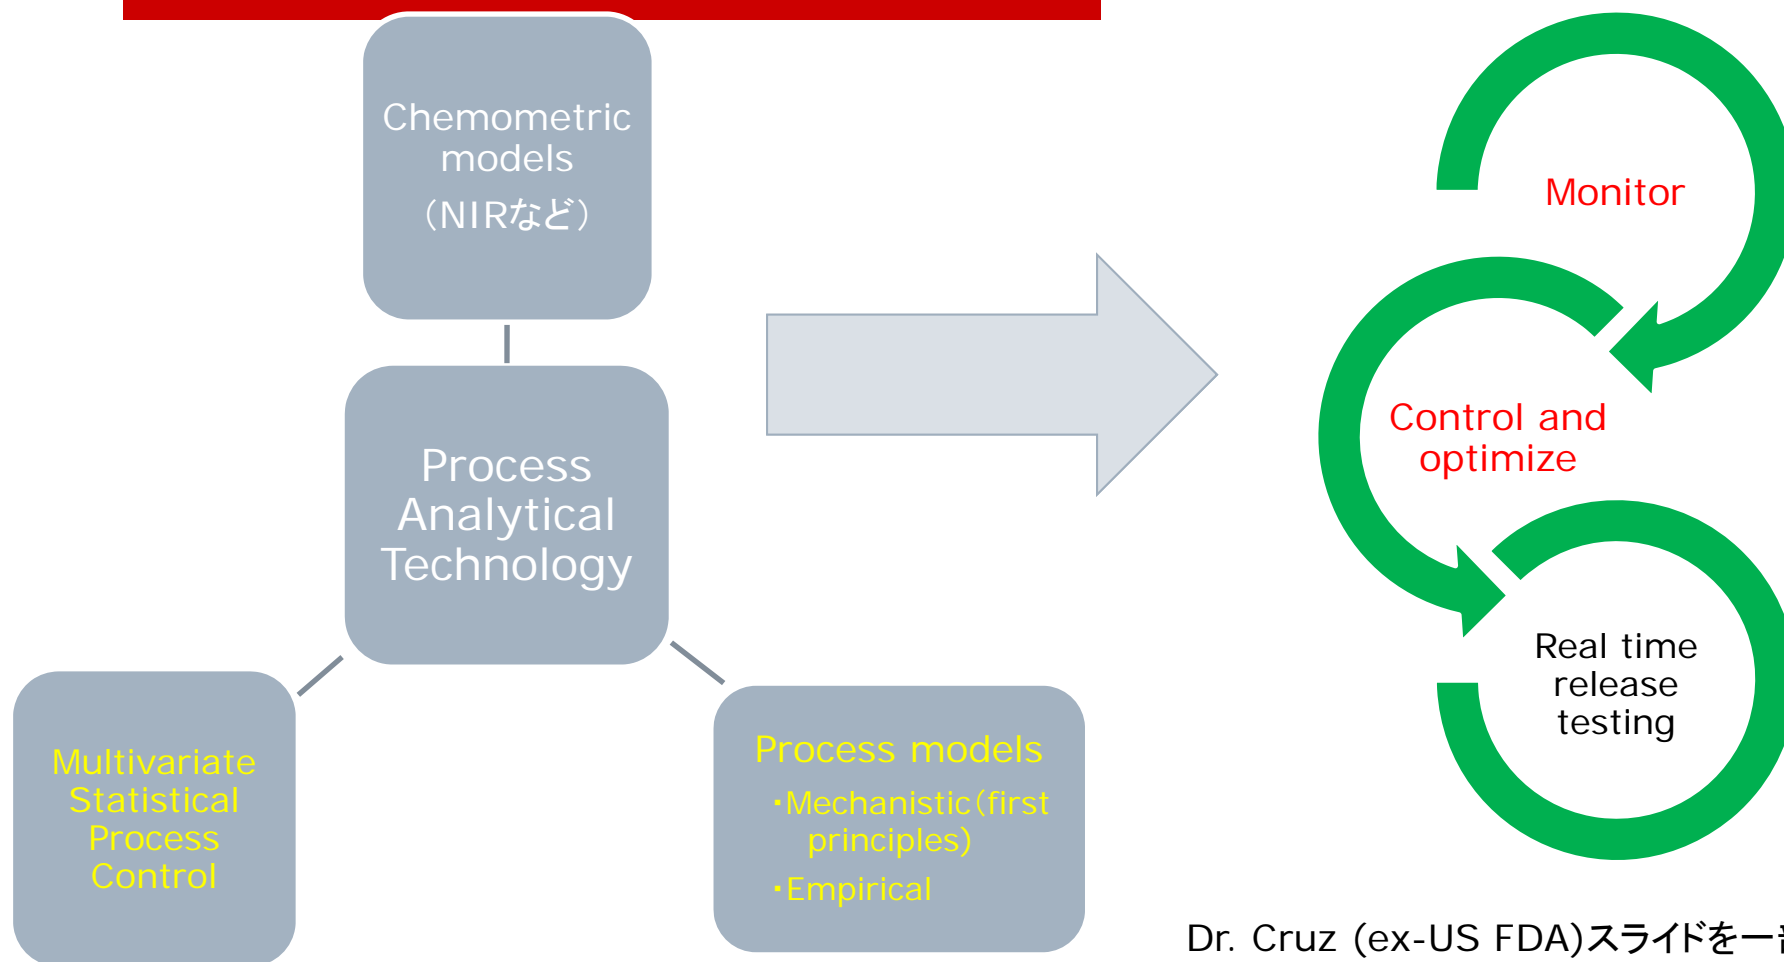 Chemometric
models
（NIRなど）
Process
Analytical
Technology
Multivariate
Statistical
Process
Control
Process models
・Mechanistic（first
principles)
・Empirical
Monitor
Control and
optimize
Real time
release
testing
Dr. Cruz (ex-US FDA)スライドを一